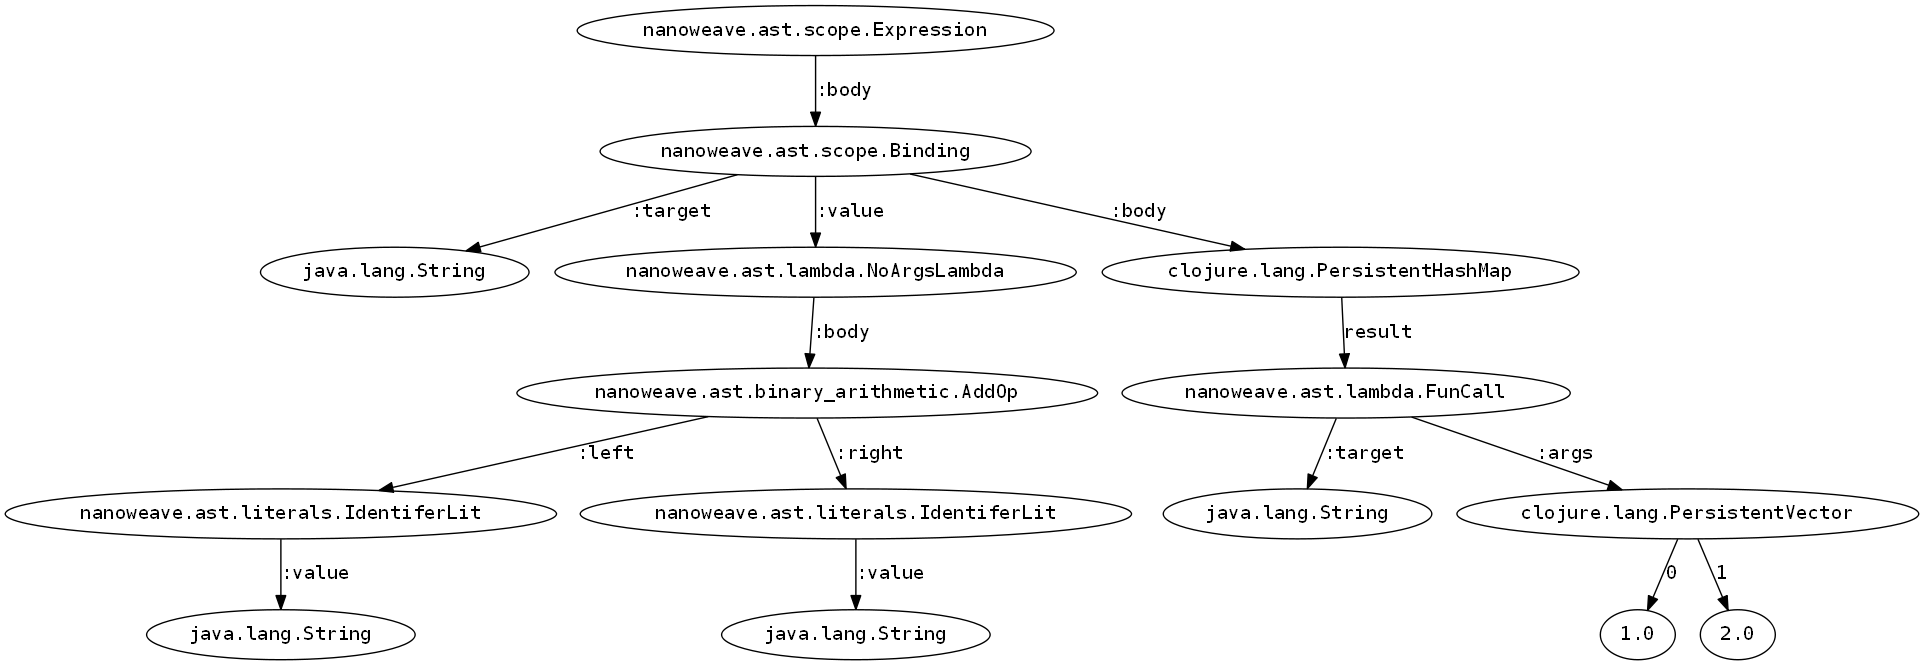 nanoweave.ast.scope.Expression
:body
nanoweave.ast.scope.Binding
:target :value :body
java.lang.String nanoweave.ast.lambda.NoArgsLambda clojure.lang.PersistentHashMap
:body result
nanoweave.ast.binary_arithmetic.AddOp nanoweave.ast.lambda.FunCall
:left :right :target :args
nanoweave.ast.literals.IdentiferLit nanoweave.ast.literals.IdentiferLit java.lang.String clojure.lang.PersistentVector
:value :value 0 1
java.lang.String java.lang.String 1.0 2.0